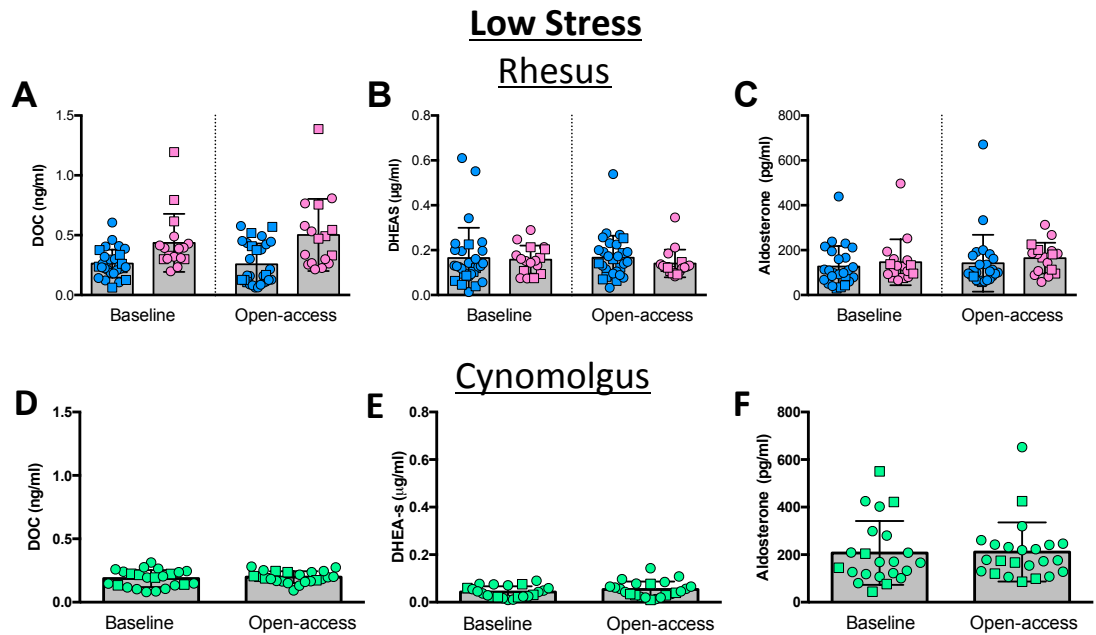 Low Stress
Rhesus
A
B
C
DOC (ng/ml)
1.5
1.0
0.5
0.0
Baseline
Open-access
DHEAS (µg/ml)
0.8
0.6
0.4
0.2
0.0
Baseline
Open-access
Aldosterone (pg/ml)
800
600
400
200
0
Baseline
Open-access
Cynomolgus
D
E
F
DOC (ng/ml)
1.5
1.0
0.5
0.0
Baseline
Open-access
DHEA-s (µg/ml)
0.8
0.6
0.4
0.2
0.0
Baseline
Open-access
Aldosterone (pg/ml)
800
600
400
200
0
Baseline
Open-access